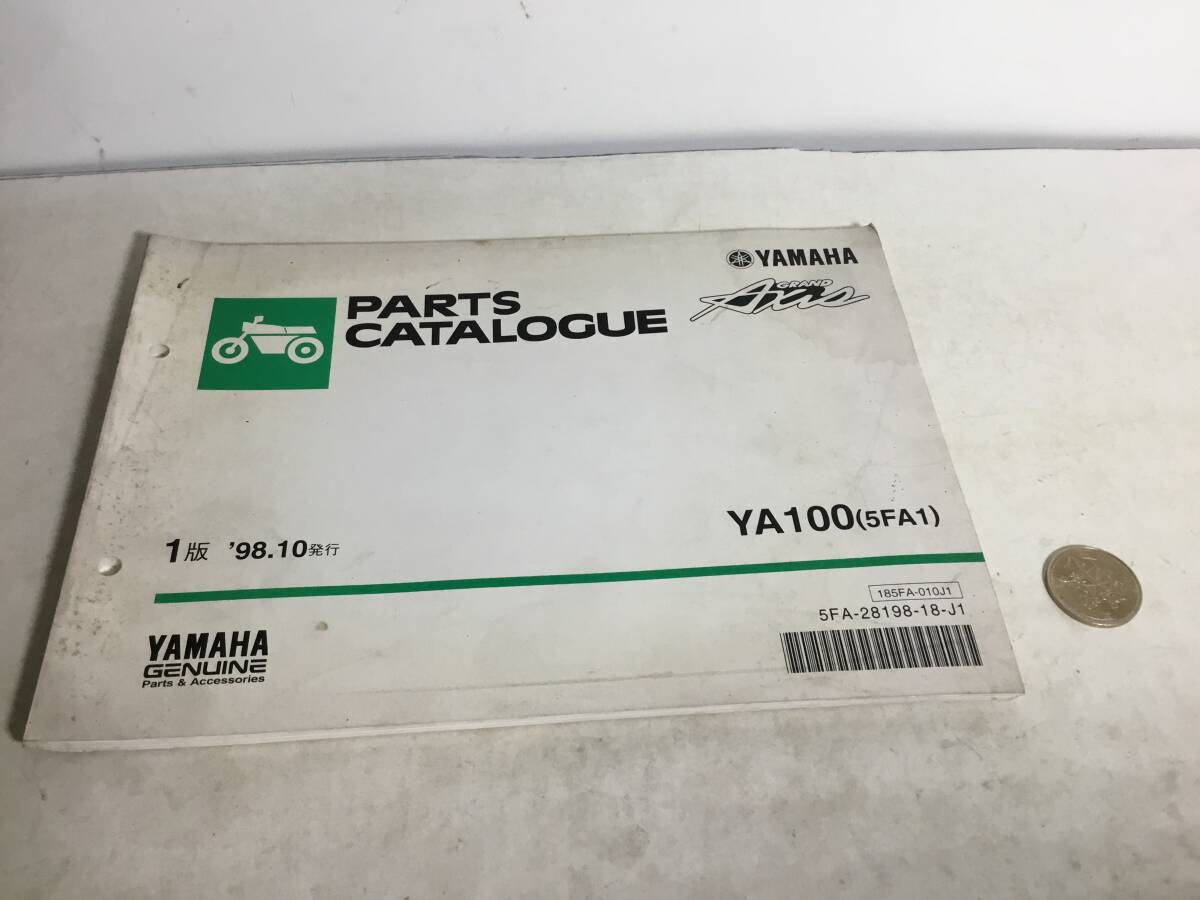 YAMAHA
GRAND
Axis
PARTS
CATALOGUE
YA100(5FA1)
1版 '98.10発行
185FA-010J1
5FA-28198-18-J1
YAMAHA
GENUINE
Parts & Accessories